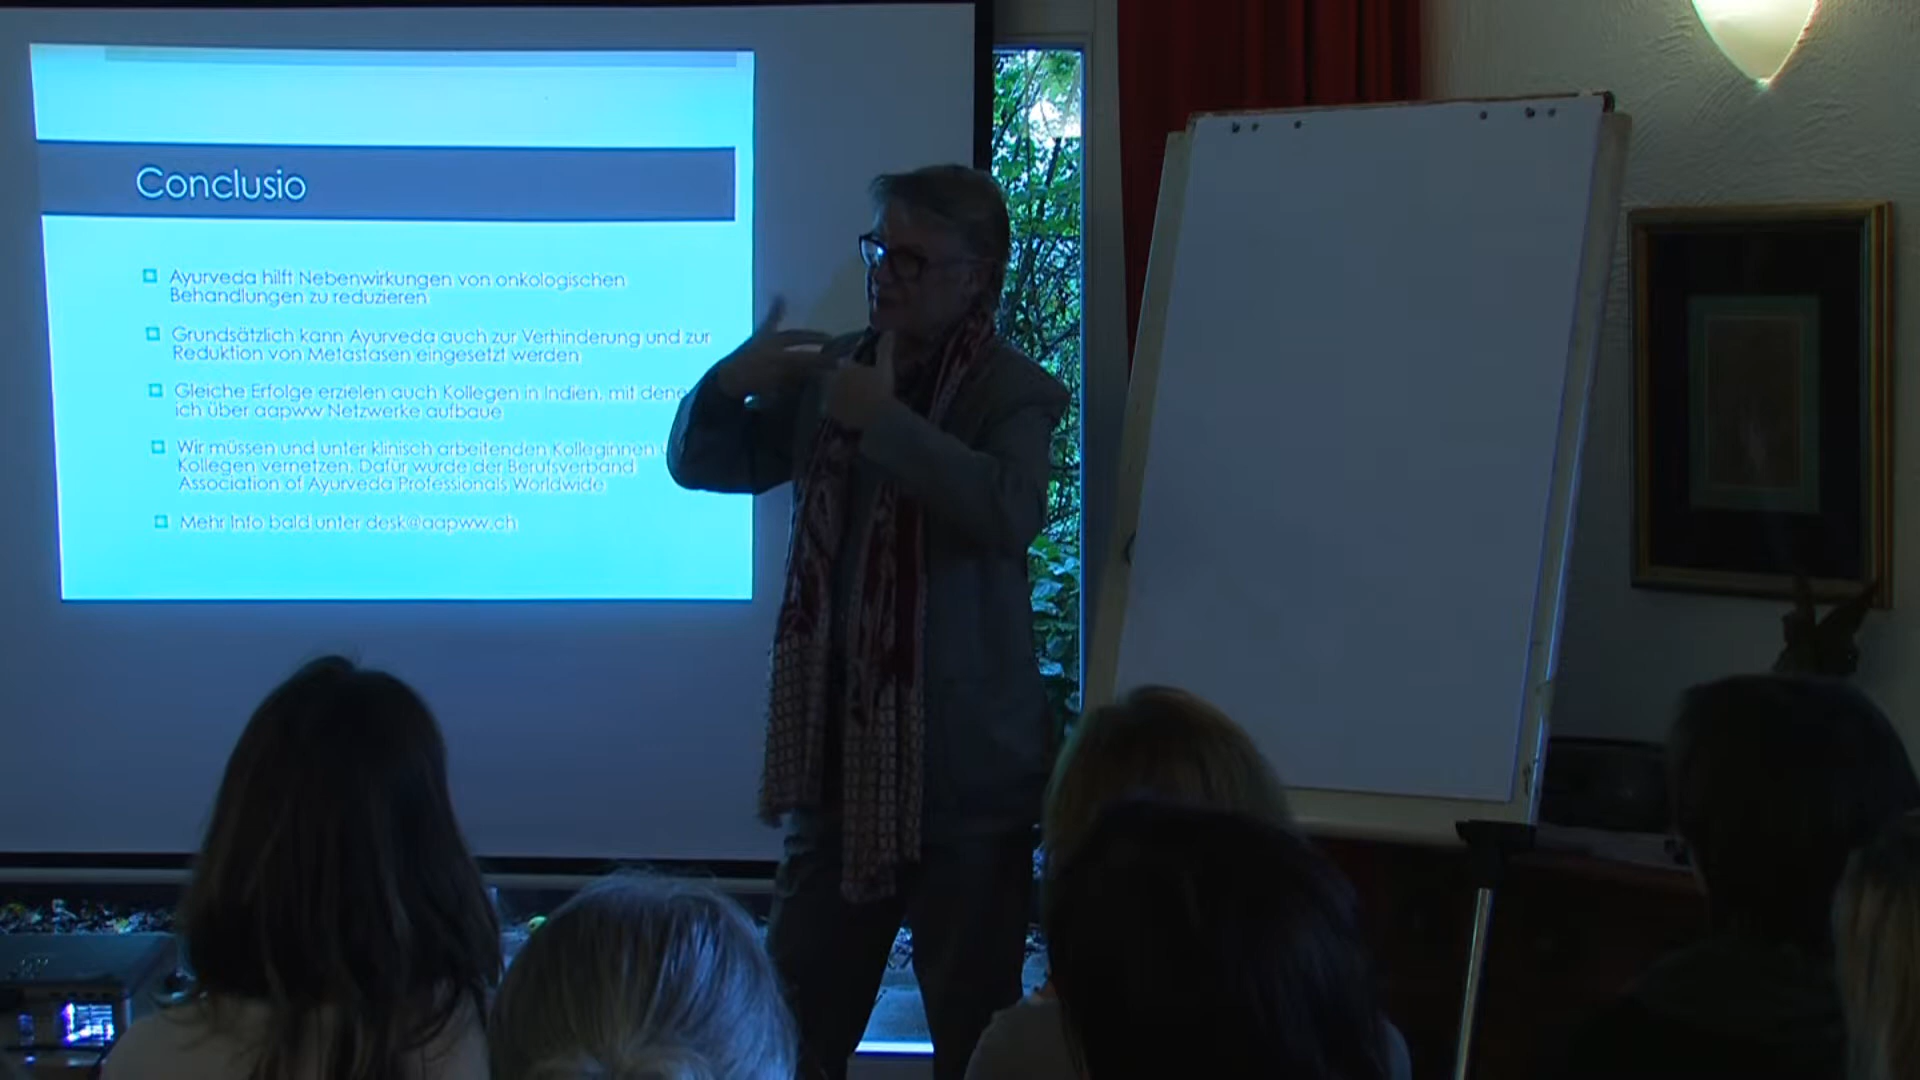 Conclusio
Ayurveda hilft Nebenwirkungen von onkologischen
Behandlungen zu reduzieren
Grundsätzlich kann Ayurveda auch zur Verhinderung und zur
Reduktion von Metastasen eingesetzt werden
Gleiche Erfolge erzielen auch Kollegen in Indien, mit
ich über aapww Netzwerke aufbaue
Wir müssen und unter klinisch arbeitenden Kolleginnen
Kollegen vernetzen. Dafür wurde der Berufsverband
Association of Ayurveda Professionals Worldwide
Mehr Info bald unter desk@aapww.ch